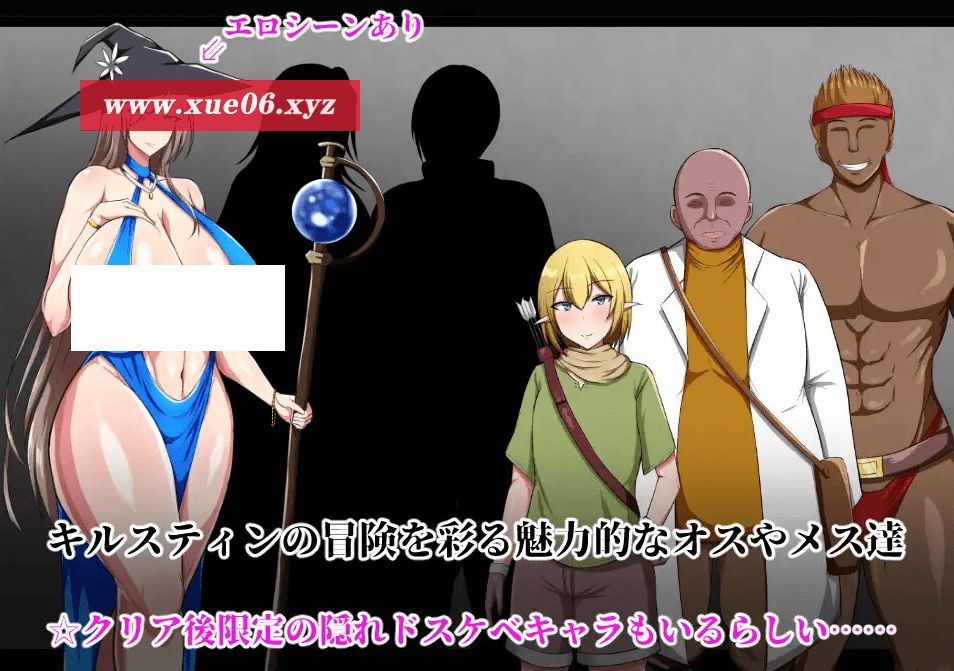 エロシーンあり
www.xue06.xyz
キルスティンの冒険を彩る魅力的なオスやメス達
☆クリア後限定の隠れドスケベキャラもいるらしい……